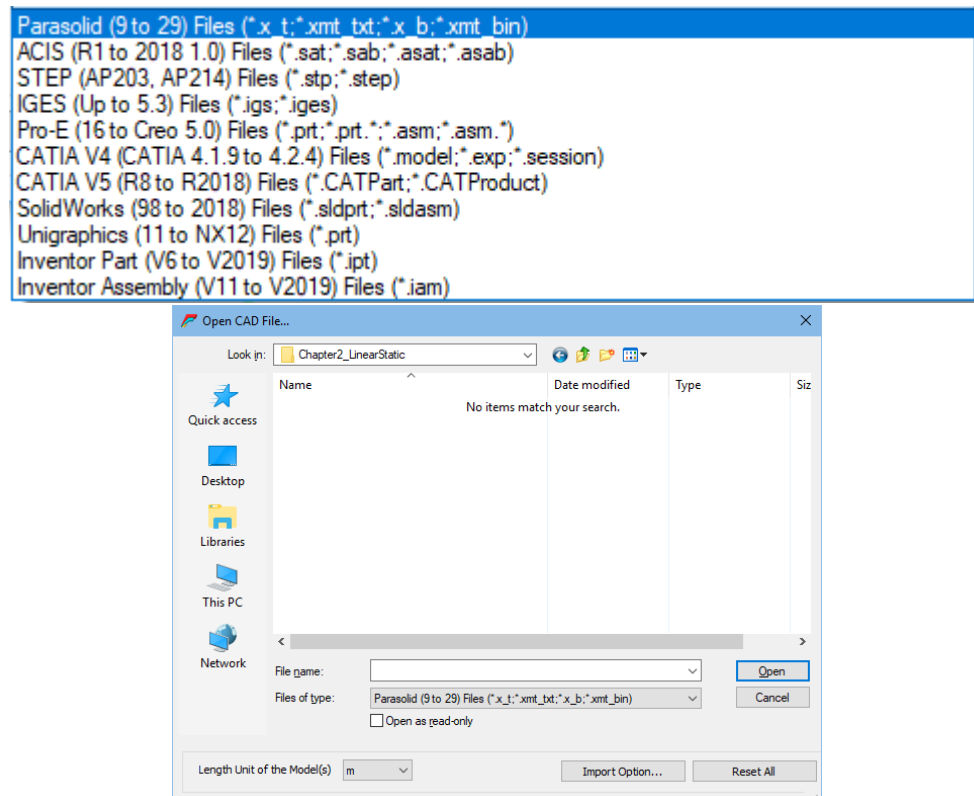 Parasolid (9 to 29) Files (*.x_t;*.xmt_txt;*.x_b;*.xmt_bin)
ACIS (R1 to 2018 1.0) Files (*.sat;*.sab;*.asat;*.asab)
STEP (AP203, AP214) Files (*.stp;*.step)
IGES (Up to 5.3) Files (*.igs;*.iges)
Pro-E (16 to Creo 5.0) Files (*.prt;*.prt.*;*.asm;*.asm.*)
CATIA V4 (CATIA 4.1.9 to 4.2.4) Files (*.model;*.exp;*.session)
CATIA V5 (R8 to R2018) Files (*.CATPart;*.CATProduct)
SolidWorks (98 to 2018) Files (*.sldprt;*.sldasm)
Unigraphics (11 to NX12) Files (*.prt)
Inventor Part (V6 to V2019) Files (*.ipt)
Inventor Assembly (V11 to V2019) Files (*.iam)
Open CAD File...
Look in: Chapter2_LinearStatic
Name Date modified Type Siz
No items match your search.
Quick access
Desktop
Libraries
This PC
Network
File name: Open
Files of type: Parasolid (9 to 29) Files (*.x_t;*.xmt_txt;*.x_b;*.xmt_bin) Cancel
Open as read-only
Length Unit of the Model(s) m Import Option... Reset All